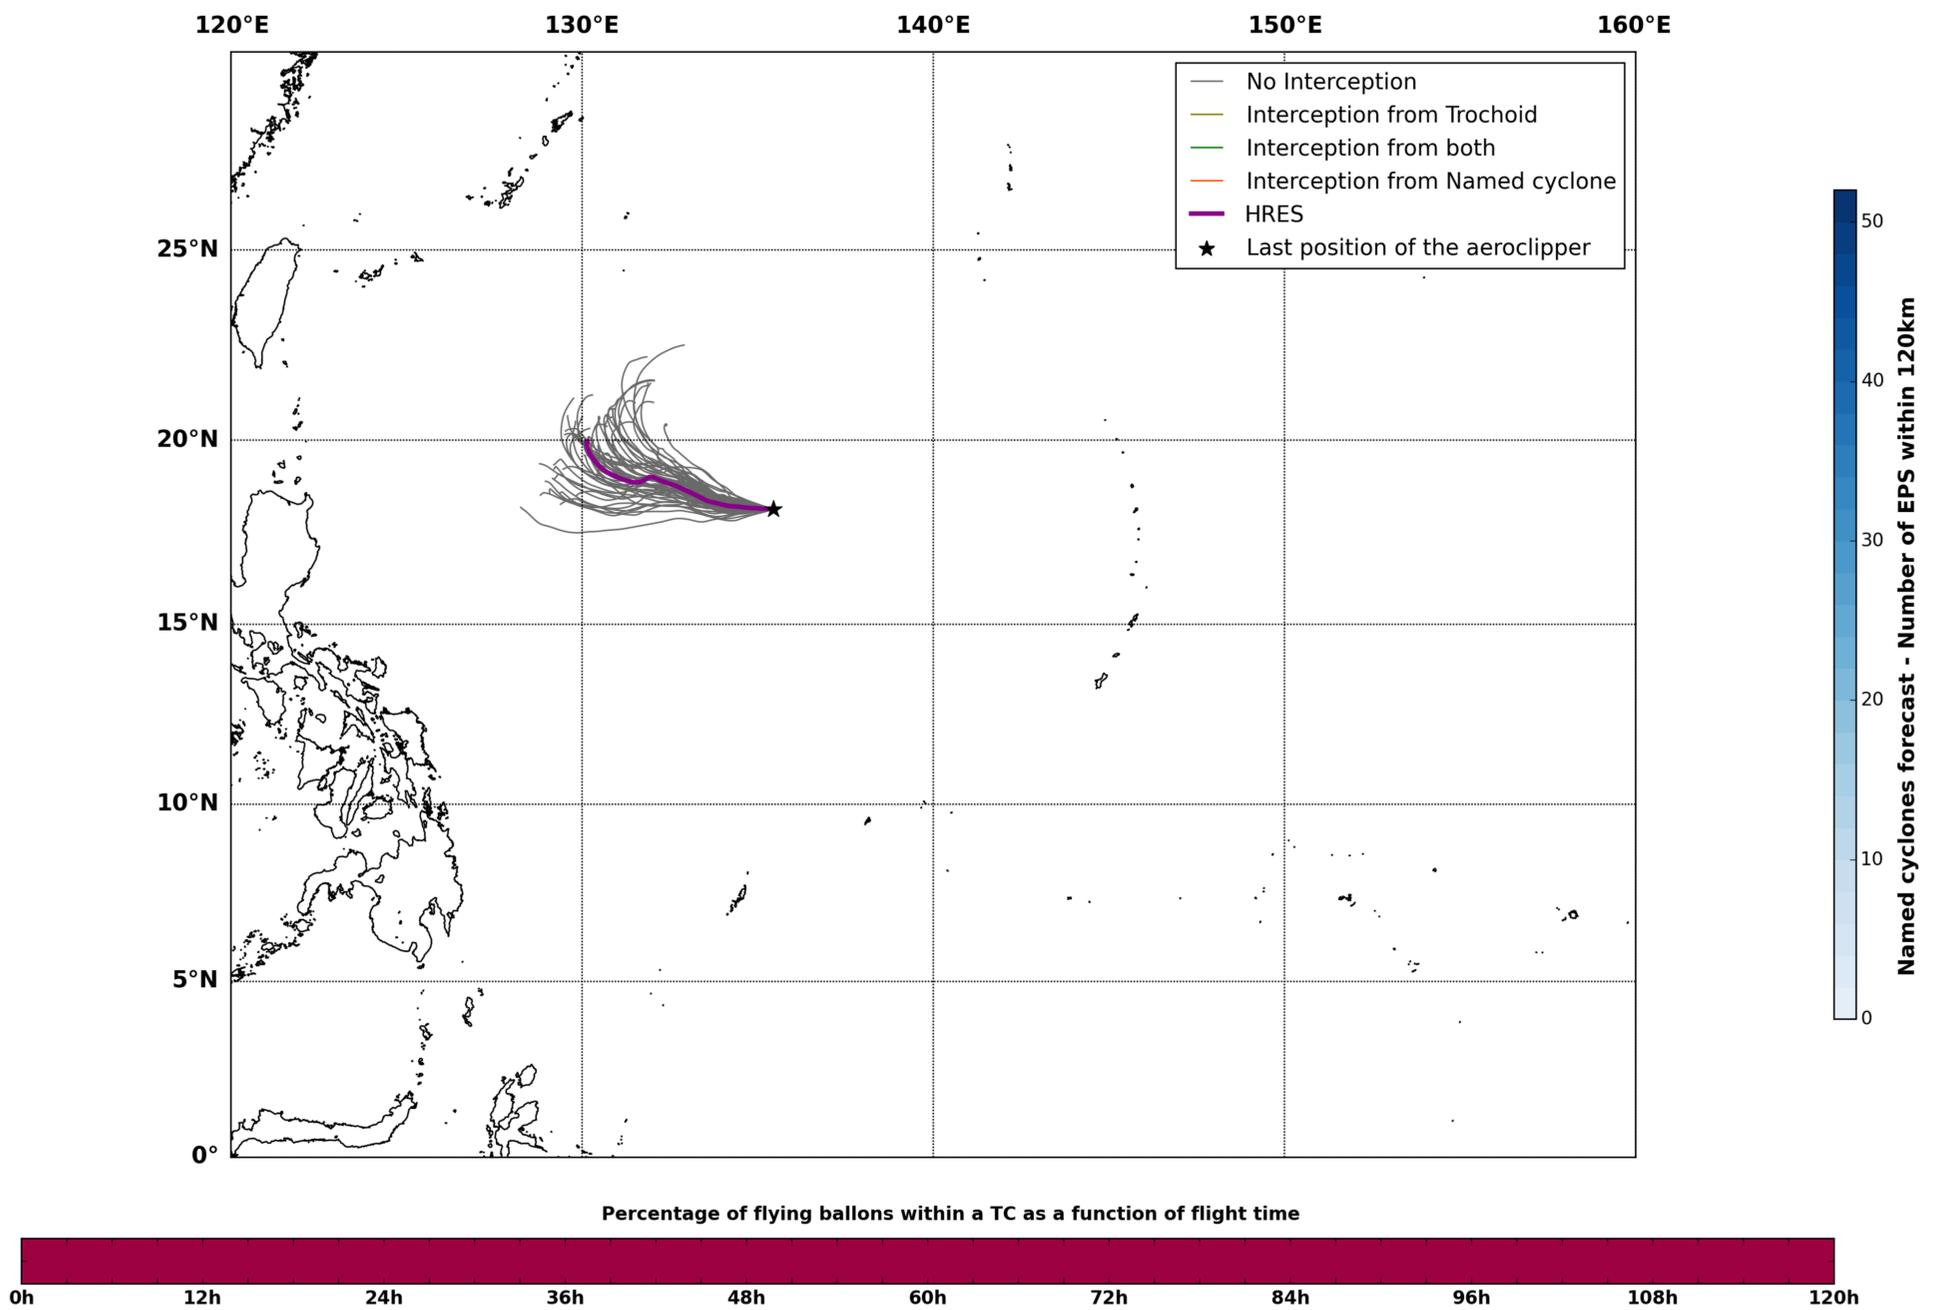 120°E 130°E 140°E 150°E 160°E
No Interception
Interception from Trochoid
Interception from both
Interception from Named cyclone
HRES
Last position of the aeroclipper
25°N
20°N
15°N
10°N
5°N
0°
50
40
30
20
10
0
Named cyclones forecast - Number of EPS within 120km
Percentage of flying ballons within a TC as a function of flight time
0h 12h 24h 36h 48h 60h 72h 84h 96h 108h 120h